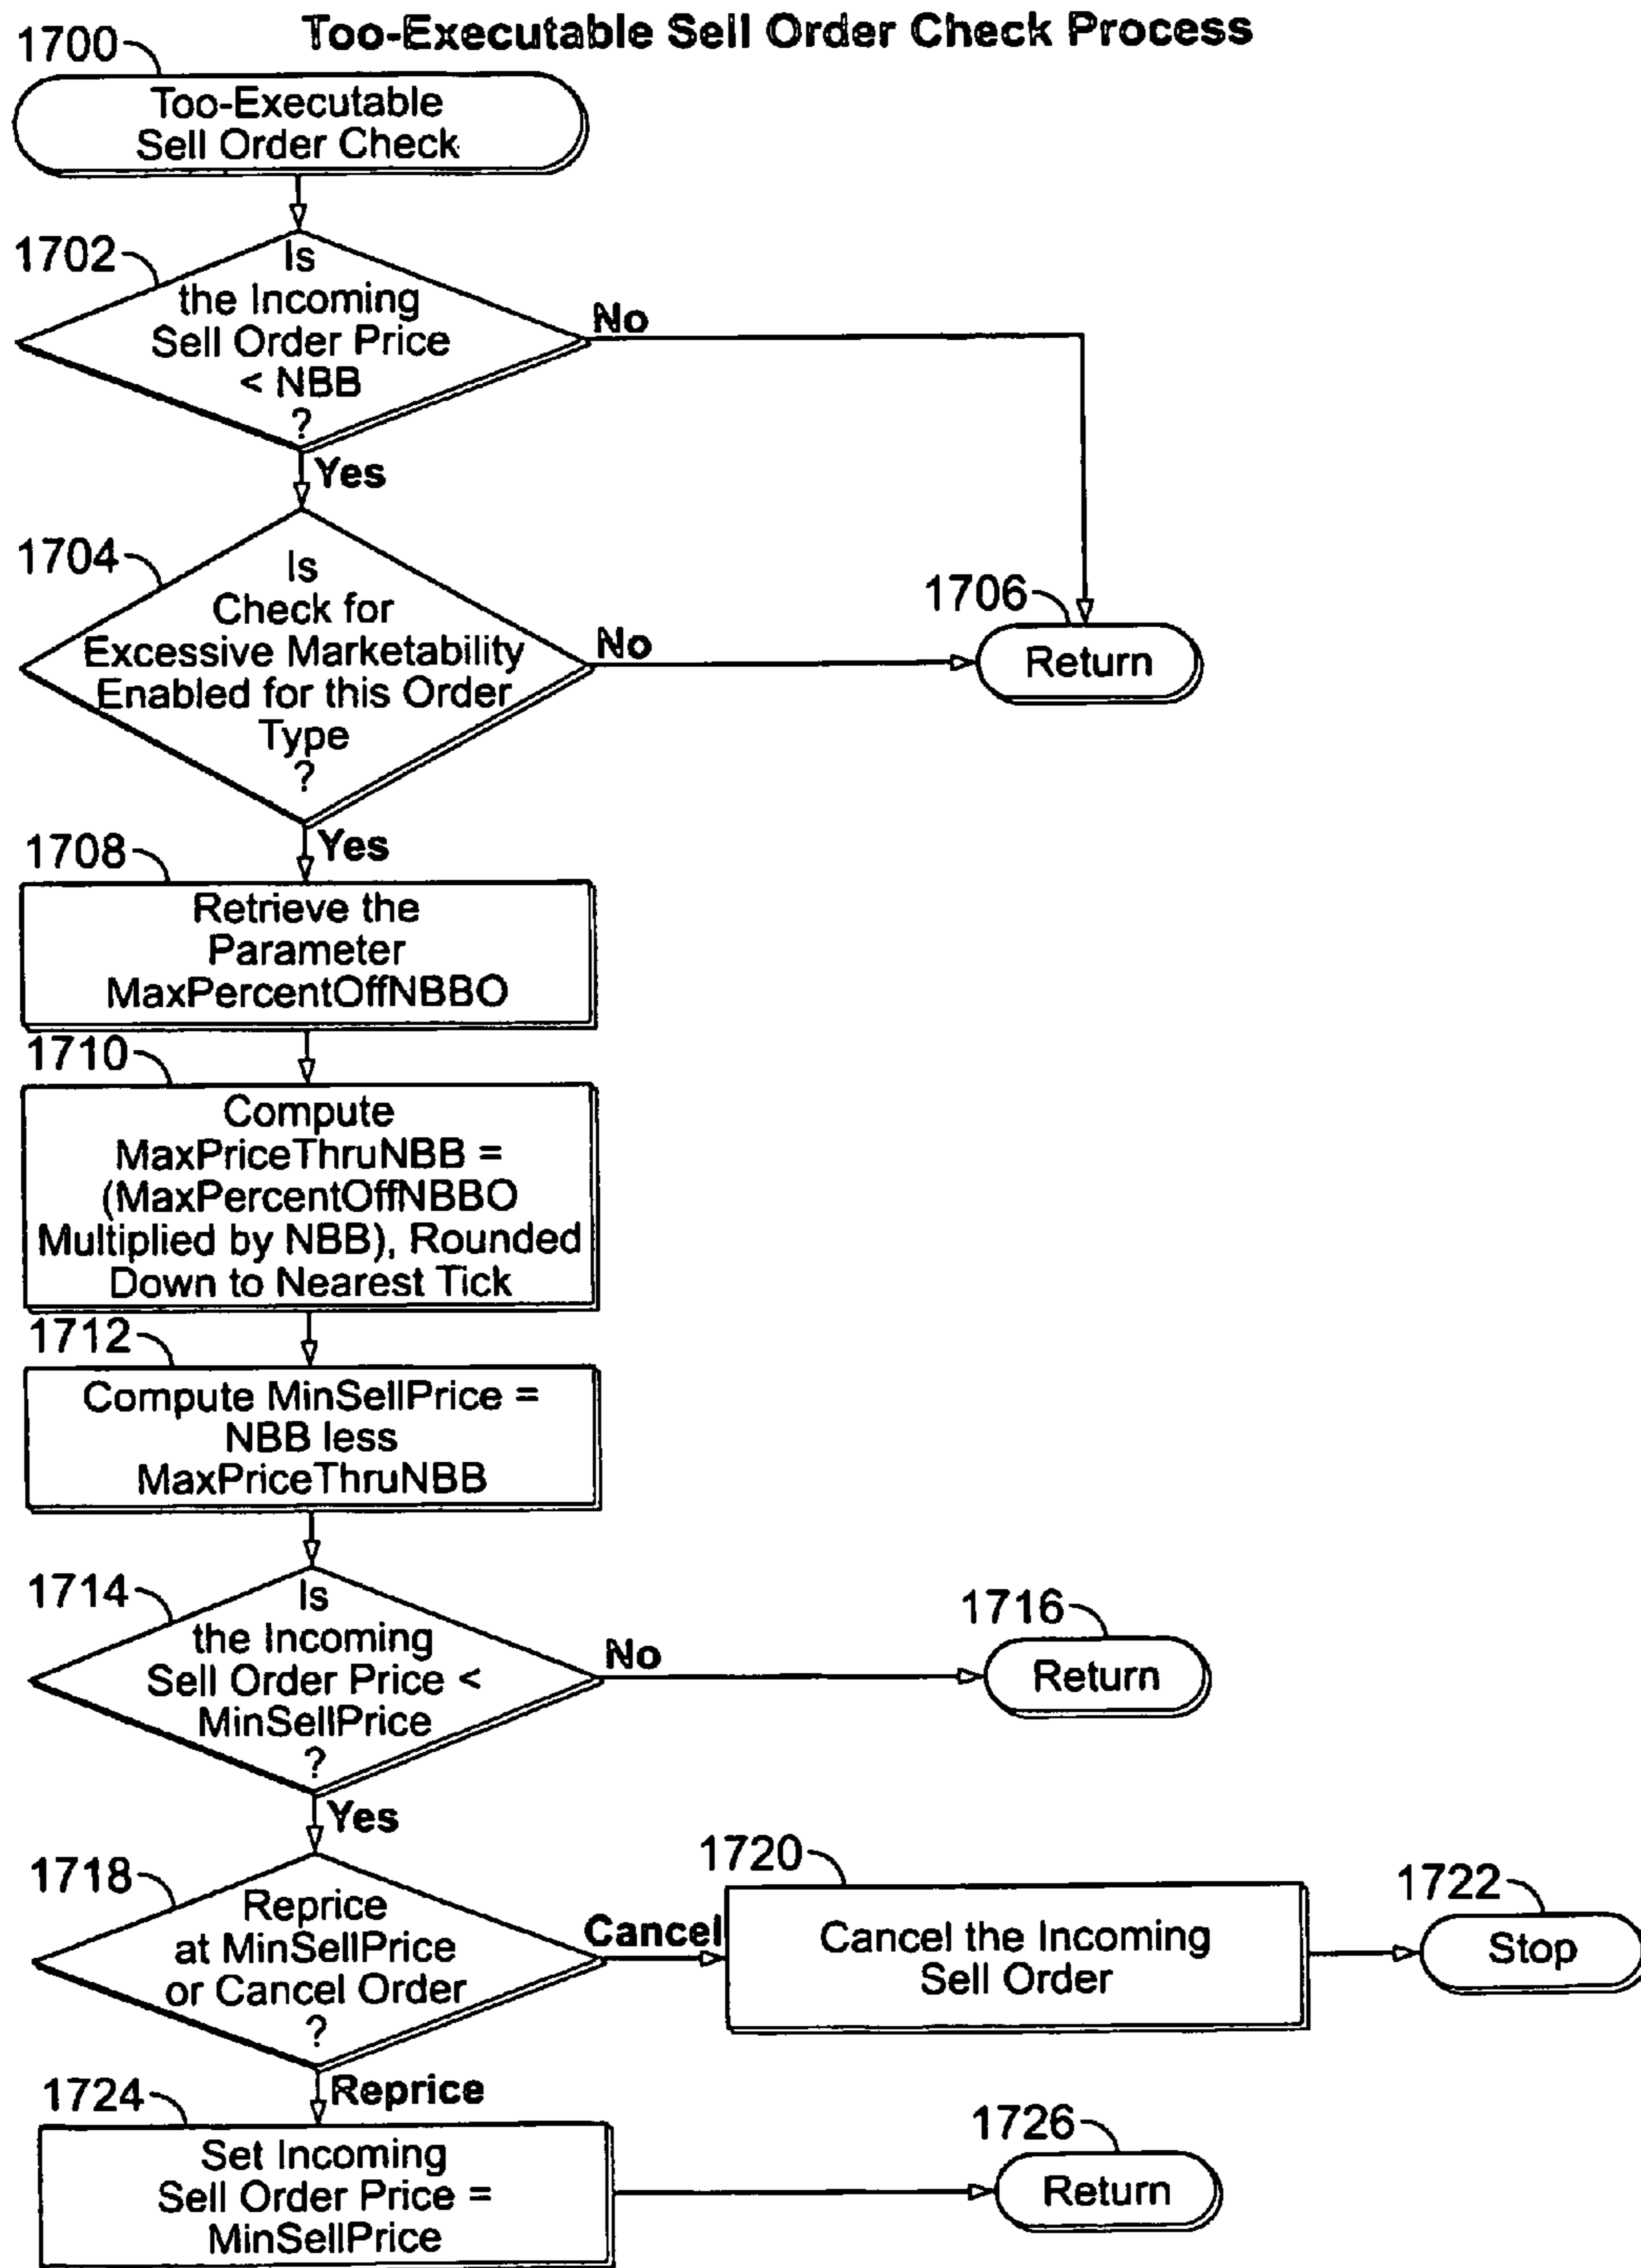 Too-Executable Sell Order Check Process
1700
Too-Executable
Sell Order Check
1702
Is
the Incoming
Sell Order Price
< NBB
?
No
Yes
1704
Is
Check for
Excessive Marketability
Enabled for this Order
Type
?
No
1706
Return
Yes
1708
Retrieve the
Parameter
MaxPercentOffNBBO
1710
Compute
MaxPriceThruNBB =
(MaxPercentOffNBBO
Multiplied by NBB), Rounded
Down to Nearest Tick
1712
Compute MinSellPrice =
NBB less
MaxPriceThruNBB
1714
Is
the Incoming
Sell Order Price <
MinSellPrice
?
No
1716
Return
Yes
1718
Reprice
at MinSellPrice
or Cancel Order
?
Cancel
1720
Cancel the Incoming
Sell Order
1722
Stop
Reprice
1724
Set Incoming
Sell Order Price =
MinSellPrice
1726
Return